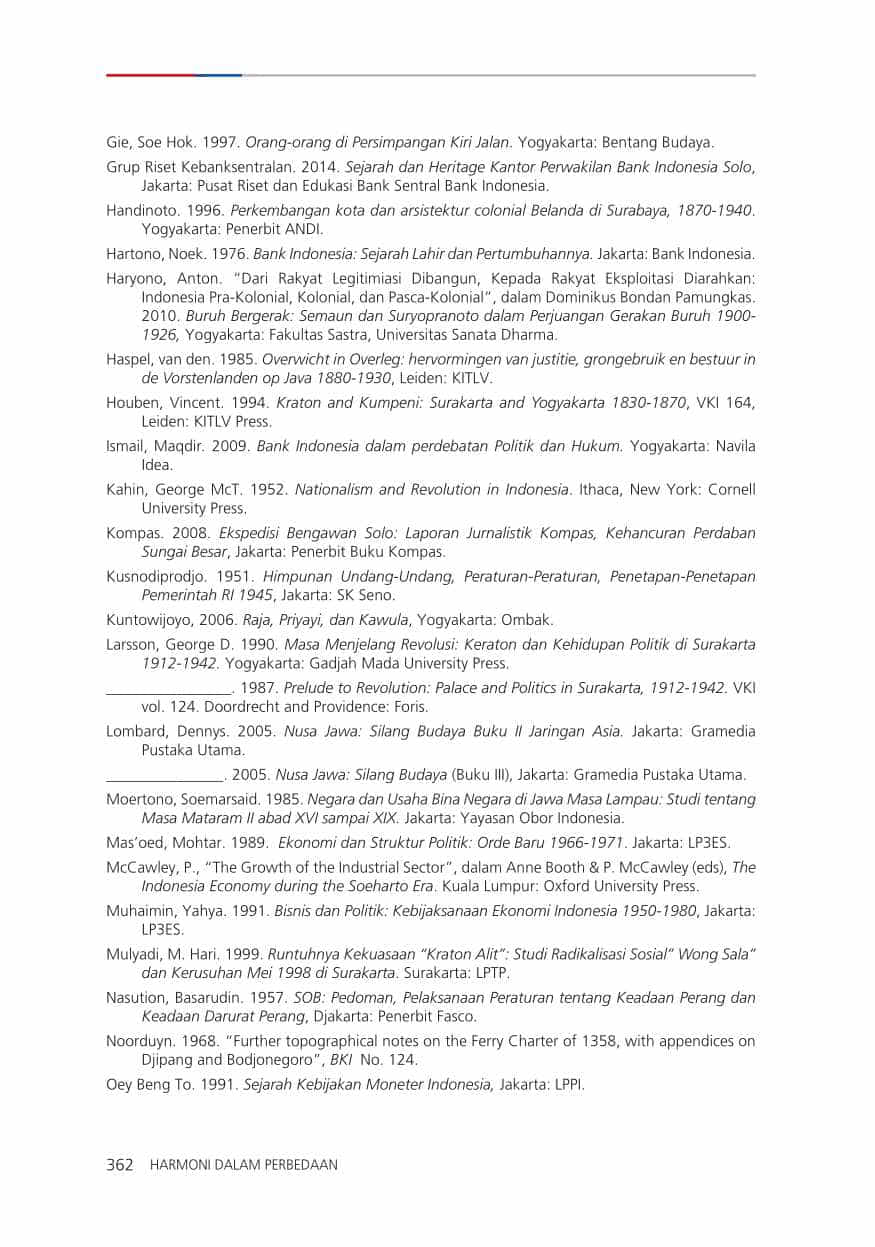 Gie, Soe Hok. 1997. Orang-orang di Persimpangan Kiri Jalan. Yogyakarta: Bentang Budaya.
Grup Riset Kebanksentralan. 2014. Sejarah dan Heritage Kantor Perwakilan Bank Indonesia Solo,
Jakarta: Pusat Riset dan Edukasi Bank Sentral Bank Indonesia.
Handinoto. 1996. Perkembangan kota dan arsistektur colonial Belanda di Surabaya, 1870-1940.
Yogyakarta: Penerbit ANDI.
Hartono, Noek. 1976. Bank Indonesia: Sejarah Lahir dan Pertumbuhannya. Jakarta: Bank Indonesia.
Haryono, Anton. “Dari Rakyat Legitimiasi Dibangun, Kepada Rakyat Eksploitasi Diarahkan:
Indonesia Pra-Kolonial, Kolonial, dan Pasca-Kolonial”, dalam Dominikus Bondan Pamungkas.
2010. Buruh Bergerak: Semaun dan Suryopranoto dalam Perjuangan Gerakan Buruh 1900-
1926, Yogyakarta: Fakultas Sastra, Universitas Sanata Dharma.
Haspel, van den. 1985. Overwicht in Overleg: hervormingen van justitie, grongebruik en bestuur in
de Vorstenlanden op Java 1880-1930, Leiden: KITLV.
Houben, Vincent. 1994. Kraton and Kumpeni: Surakarta and Yogyakarta 1830-1870, VKI 164,
Leiden: KITLV Press.
Ismail, Maqdir. 2009. Bank Indonesia dalam perdebatan Politik dan Hukum. Yogyakarta: Navila
Idea.
Kahin, George McT. 1952. Nationalism and Revolution in Indonesia. Ithaca, New York: Cornell
University Press.
Kompas. 2008. Ekspedisi Bengawan Solo: Laporan Jurnalistik Kompas, Kehancuran Perdaban
Sungai Besar, Jakarta: Penerbit Buku Kompas.
Kusnodiprodjo. 1951. Himpunan Undang-Undang, Peraturan-Peraturan, Penetapan-Penetapan
Pemerintah RI 1945, Jakarta: SK Seno.
Kuntowijoyo, 2006. Raja, Priyayi, dan Kawula, Yogyakarta: Ombak.
Larsson, George D. 1990. Masa Menjelang Revolusi: Keraton dan Kehidupan Politik di Surakarta
1912-1942. Yogyakarta: Gadjah Mada University Press.
________________. 1987. Prelude to Revolution: Palace and Politics in Surakarta, 1912-1942. VKI
vol. 124. Doordrecht and Providence: Foris.
Lombard, Dennys. 2005. Nusa Jawa: Silang Budaya Buku II Jaringan Asia. Jakarta: Gramedia
Pustaka Utama.
_______________. 2005. Nusa Jawa: Silang Budaya (Buku III), Jakarta: Gramedia Pustaka Utama.
Moertono, Soemarsaid. 1985. Negara dan Usaha Bina Negara di Jawa Masa Lampau: Studi tentang
Masa Mataram II abad XVI sampai XIX. Jakarta: Yayasan Obor Indonesia.
Mas’oed, Mohtar. 1989. Ekonomi dan Struktur Politik: Orde Baru 1966-1971. Jakarta: LP3ES.
McCawley, P., “The Growth of the Industrial Sector”, dalam Anne Booth & P. McCawley (eds), The
Indonesia Economy during the Soeharto Era. Kuala Lumpur: Oxford University Press.
Muhaimin, Yahya. 1991. Bisnis dan Politik: Kebijaksanaan Ekonomi Indonesia 1950-1980, Jakarta:
LP3ES.
Mulyadi, M. Hari. 1999. Runtuhnya Kekuasaan “Kraton Alit”: Studi Radikalisasi Sosial“ Wong Sala”
dan Kerusuhan Mei 1998 di Surakarta. Surakarta: LPTP.
Nasution, Basarudin. 1957. SOB: Pedoman, Pelaksanaan Peraturan tentang Keadaan Perang dan
Keadaan Darurat Perang, Djakarta: Penerbit Fasco.
Noorduyn. 1968. “Further topographical notes on the Ferry Charter of 1358, with appendices on
Djipang and Bodjonegoro”, BKI No. 124.
Oey Beng To. 1991. Sejarah Kebijakan Moneter Indonesia, Jakarta: LPPI.
362 HARMONI DALAM PERBEDAAN